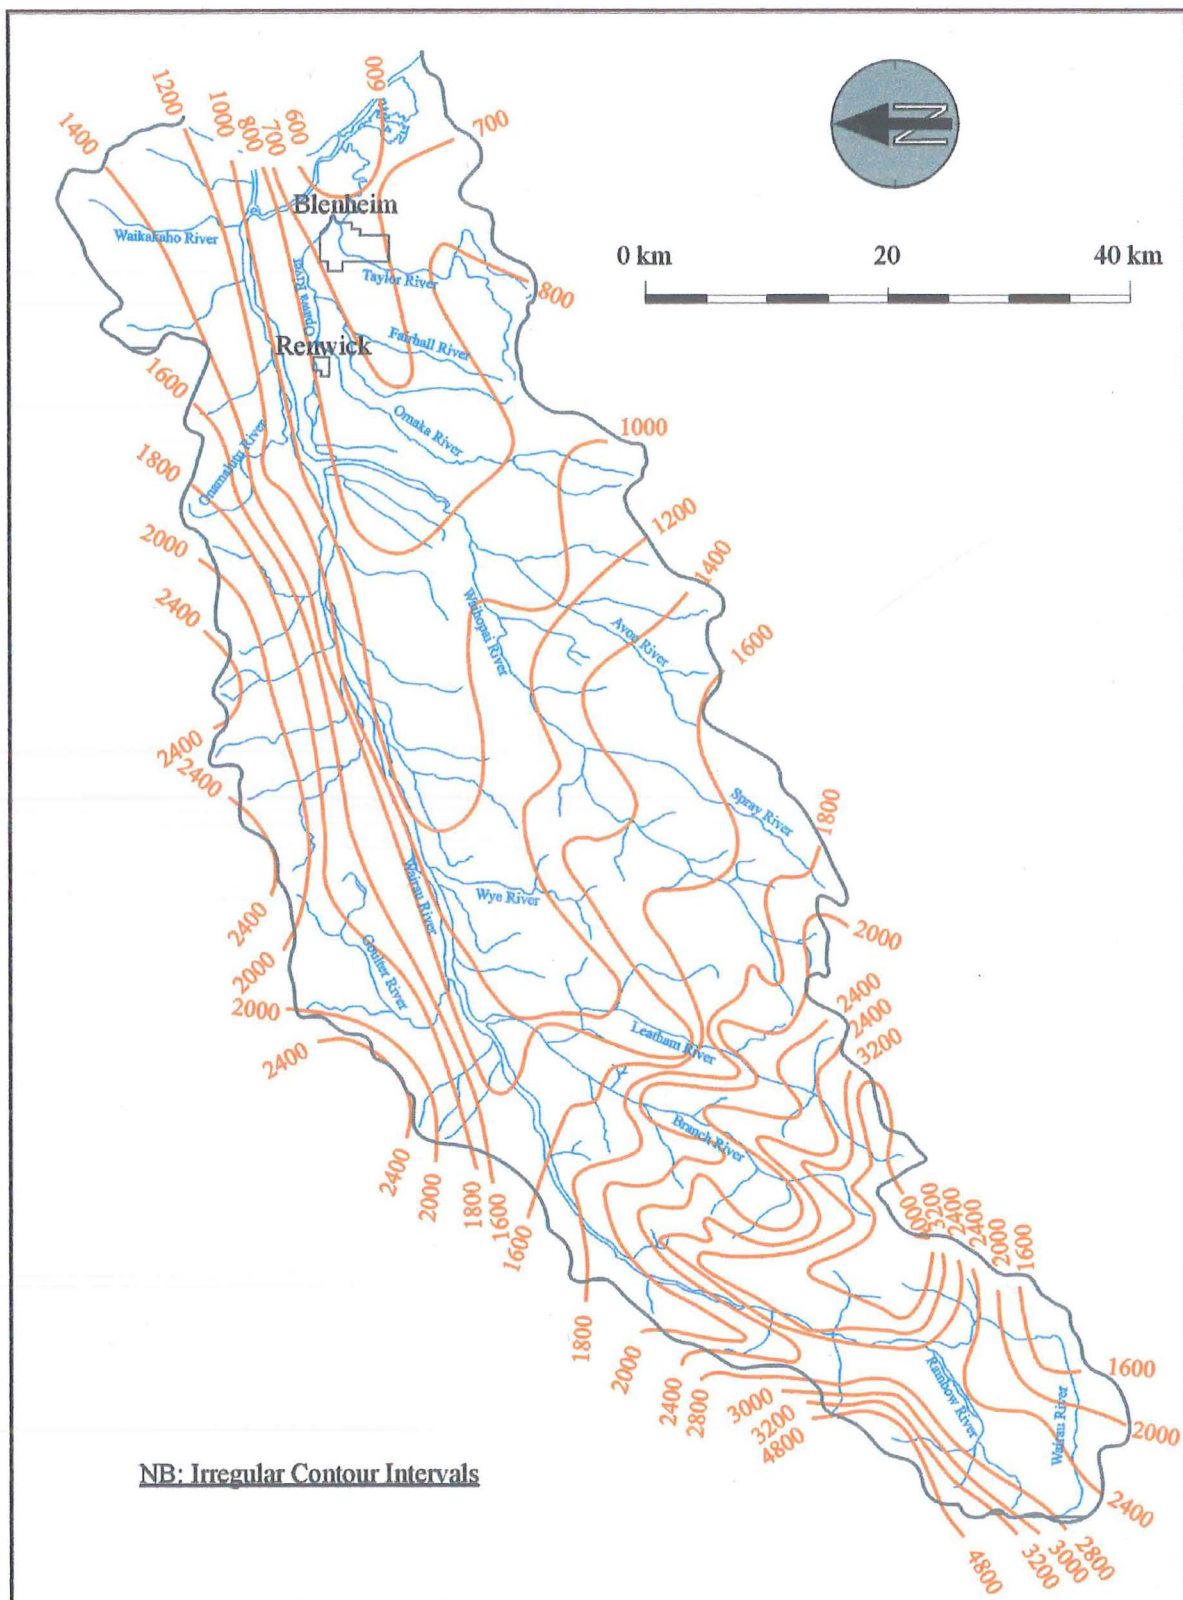 600
1200
1000
800
700
600
1400
700
N
Blenheim
Waikakaho River
0 km
20
40 km
Taylor River
800
Opawa River
Fairhall River
Renwick
1600
Omaka River
1000
Onamalutu River
1800
1200
2000
1400
2400
Waihopai River
Avon River
1600
2400
2400
Spray River
1800
Wairau River
Wye River
2400
2000
Goulter River
2000
2000
2400
2400
Leatham River
2400
3200
Branch River
2400
2000
1800
1600
1600
3200
2400
2400
2000
1600
1800
2000
2400
2800
3000
3200
4800
Rainbow River
Wairau River
1600
2000
2400
2800
3000
3200
4800
NB: Irregular Contour Intervals